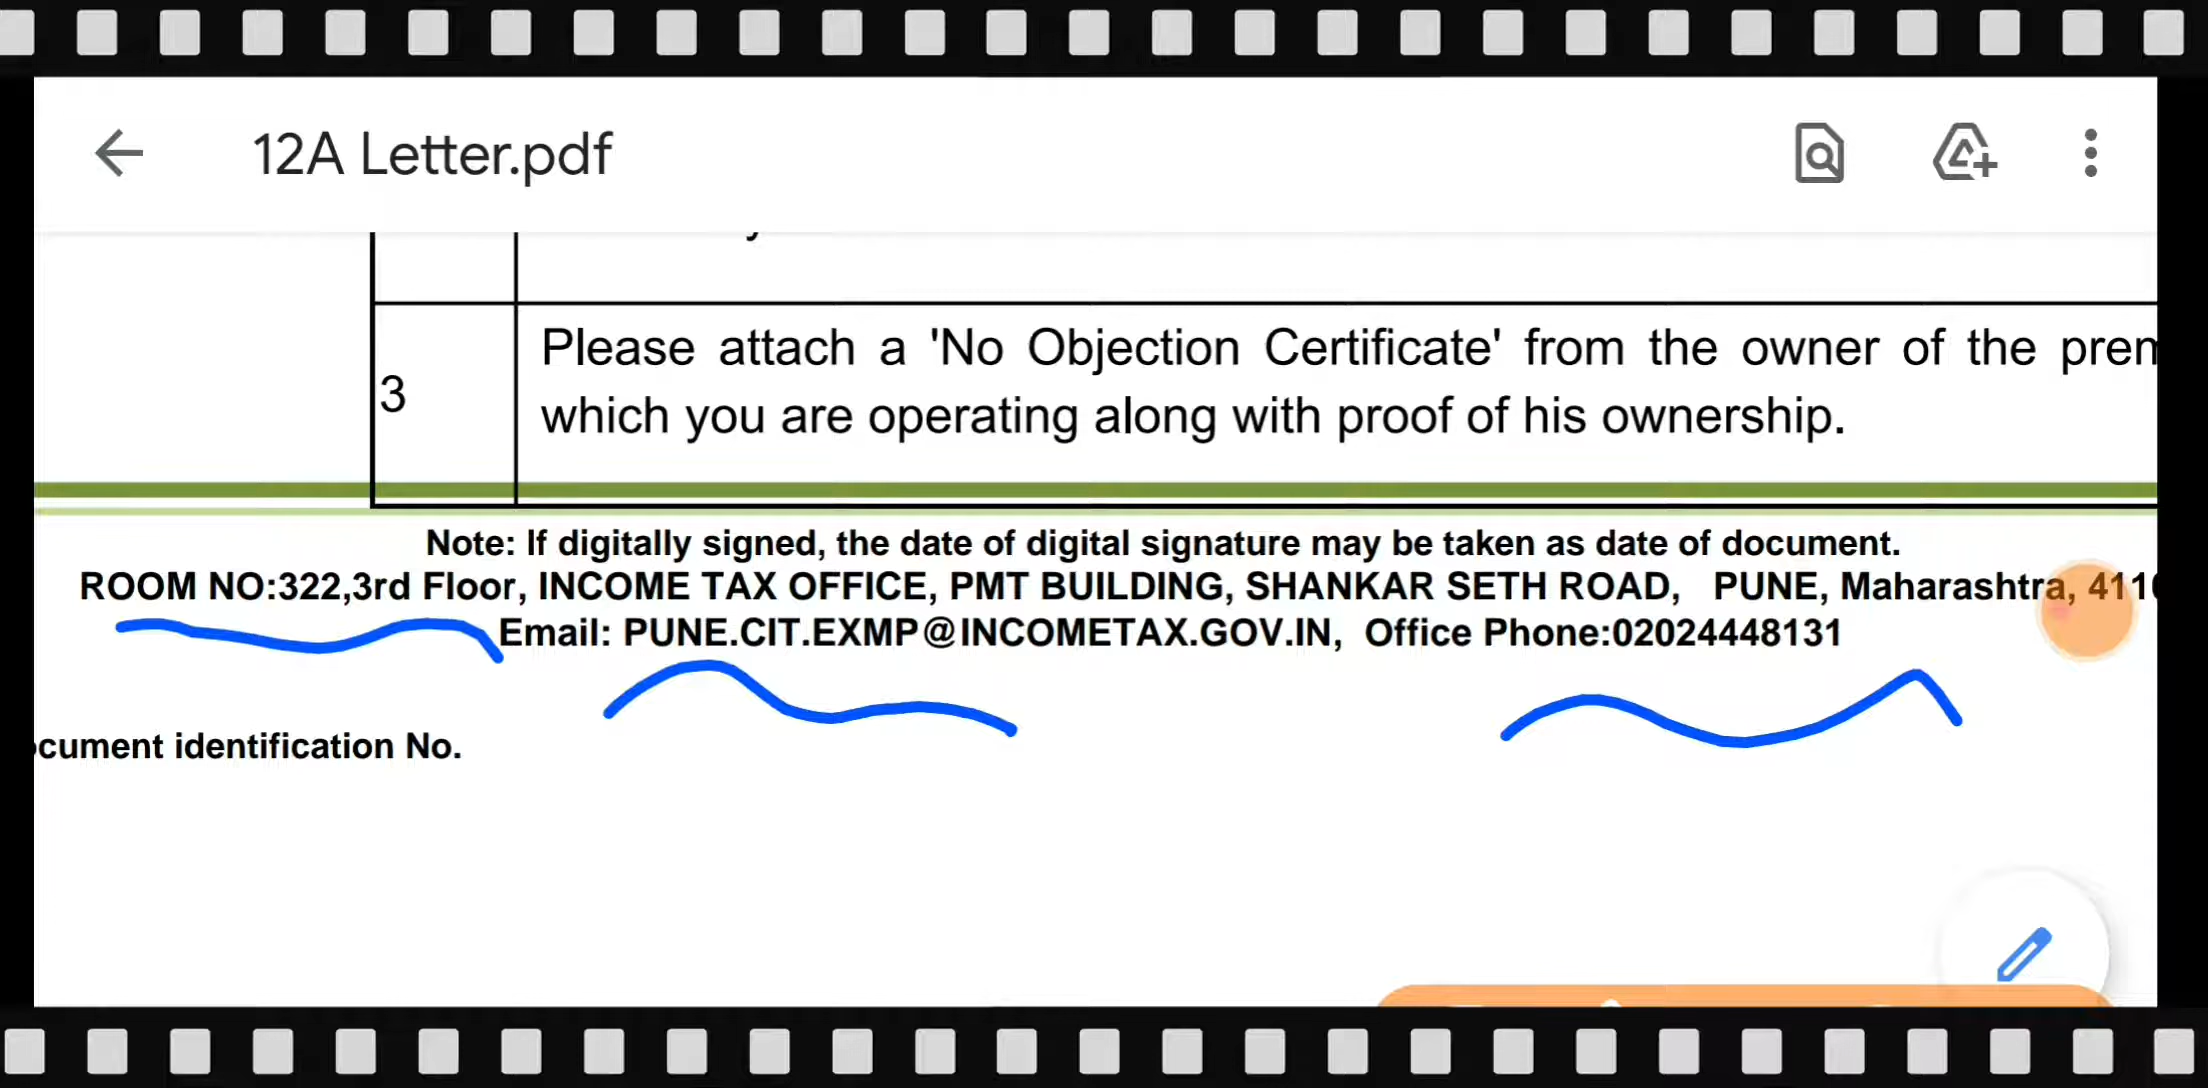 12A Letter.pdf
3
Please attach a 'No Objection Certificate' from the owner of the
which you are operating along with proof of his ownership.
Note: If digitally signed, the date of digital signature may be taken as date of document.
ROOM NO:322,3rd Floor, INCOME TAX OFFICE, PMT BUILDING, SHANKAR SETH ROAD, PUNE, Maharashtra,
Email: PUNE.CIT.EXMP@INCOMETAX.GOV.IN, Office Phone:02024448131
identification No.